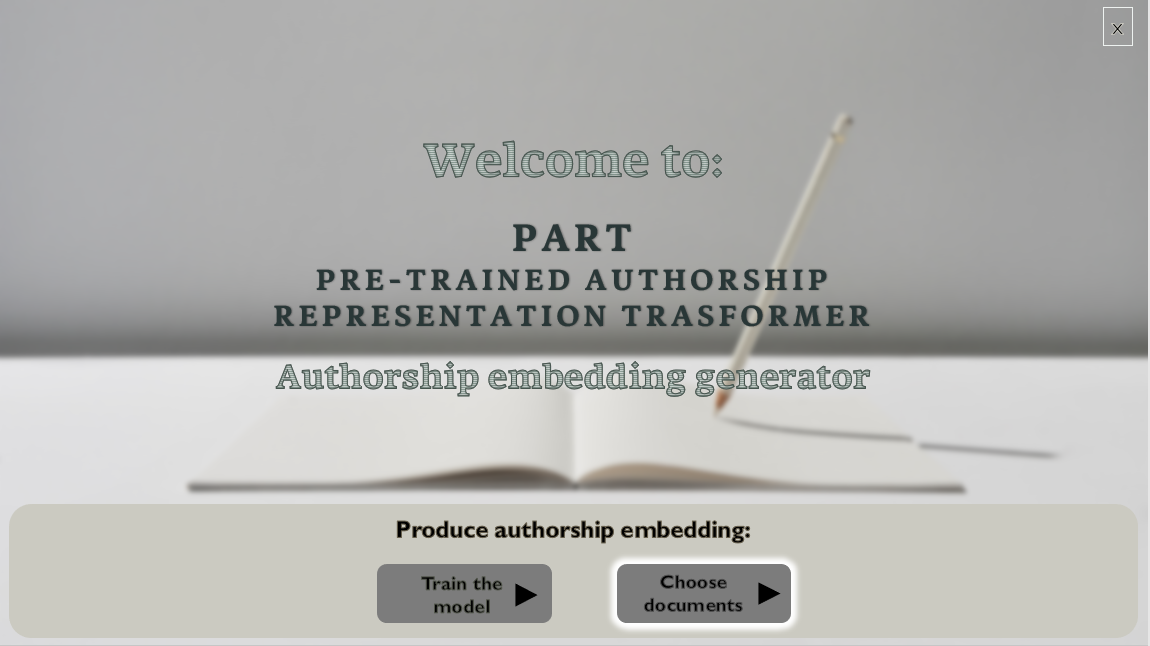 X
Welcome to:
PART
PRE-TRAINED AUTHORSHIP
REPRESENTATION TRASFORMER
Authorship embedding generator
Produce authorship embedding:
Train the
model
Choose
documents